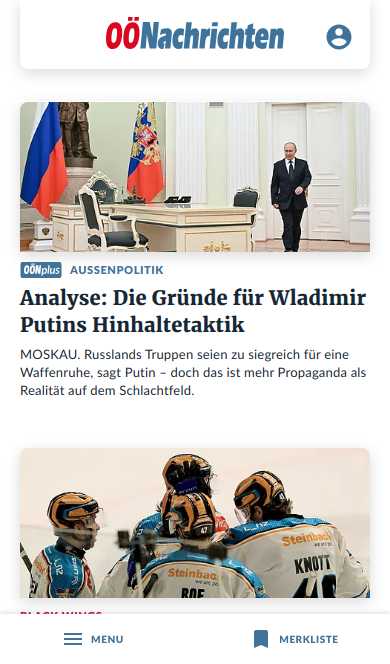 OÖNachrichten
OÖNplus AUSSENPOLITIK
Analyse: Die Gründe für Wladimir
Putins Hinhaltetaktik
MOSKAU. Russlands Truppen seien zu siegreich für eine
Waffenruhe, sagt Putin – doch das ist mehr Propaganda als
Realität auf dem Schlachtfeld.
47
Steinbach
Steinbach
KNOTT
ROE
BLACK WINGS
MENU
MERKLISTE